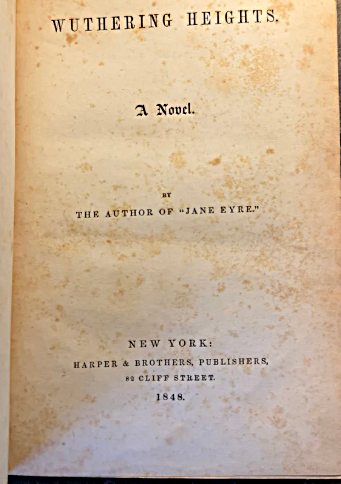 WUTHERING HEIGHTS.
A Novel.
BY
THE AUTHOR OF "JANE EYRE."
NEW YORK:
HARPER & BROTHERS, PUBLISHERS,
82 CLIFF STREET.
1848.